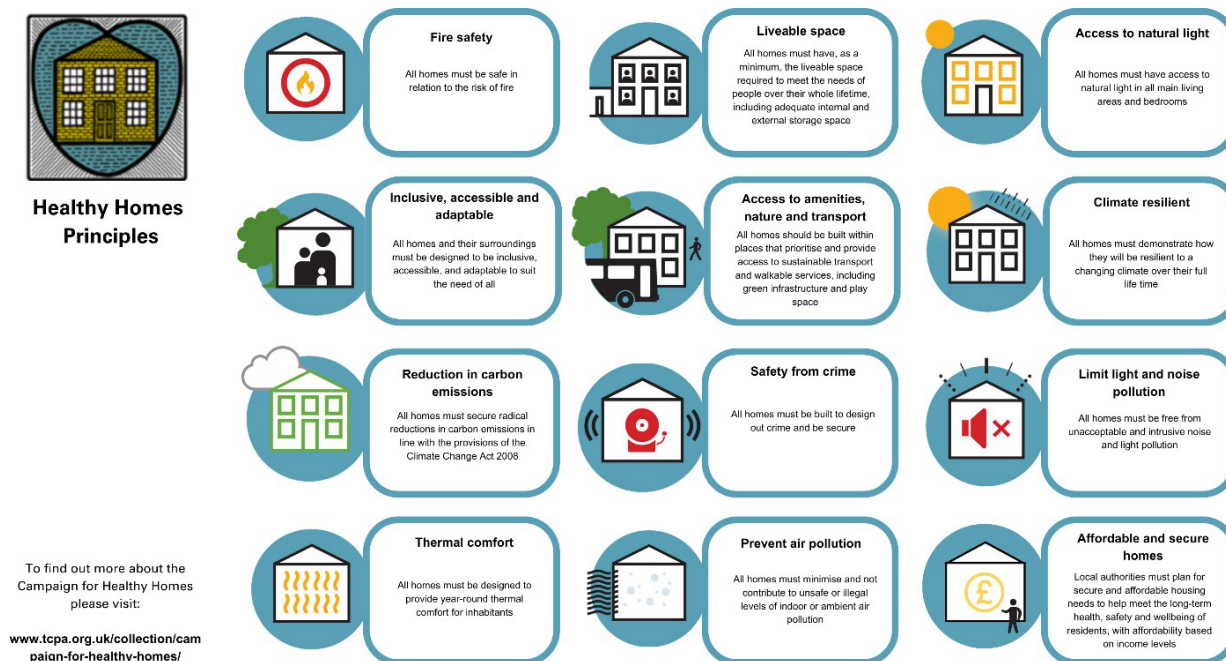 Healthy Homes
Principles
To find out more about the
Campaign for Healthy Homes
please visit:
www.tcpa.org.uk/collection/cam
paign-for-healthy-homes/
Fire safety
All homes must be safe in
relation to the risk of fire
Liveable space
All homes must have, as a
minimum, the liveable space
required to meet the needs of
people over their whole lifetime,
including adequate internal and
external storage space
Access to natural light
All homes must have access to
natural light in all main living
areas and bedrooms
Inclusive, accessible and
adaptable
All homes and their surroundings
must be designed to be inclusive,
accessible, and adaptable to suit
the need of all
Access to amenities,
nature and transport
All homes should be built within
places that prioritise and provide
access to sustainable transport
and walkable services, including
green infrastructure and play
space
Climate resilient
All homes must demonstrate how
they will be resilient to a
changing climate over their full
life time
Reduction in carbon
emissions
All homes must secure radical
reductions in carbon emissions in
line with the provisions of the
Climate Change Act 2008
Safety from crime
All homes must be built to design
out crime and be secure
Limit light and noise
pollution
All homes must be free from
unacceptable and intrusive noise
and light pollution
Thermal comfort
All homes must be designed to
provide year-round thermal
comfort for inhabitants
Prevent air pollution
All homes must minimise and not
contribute to unsafe or illegal
levels of indoor or ambient air
pollution
£
Affordable and secure
homes
Local authorities must plan for
secure and affordable housing
needs to help meet the long-term
health, safety and wellbeing of
residents, with affordability based
on income levels